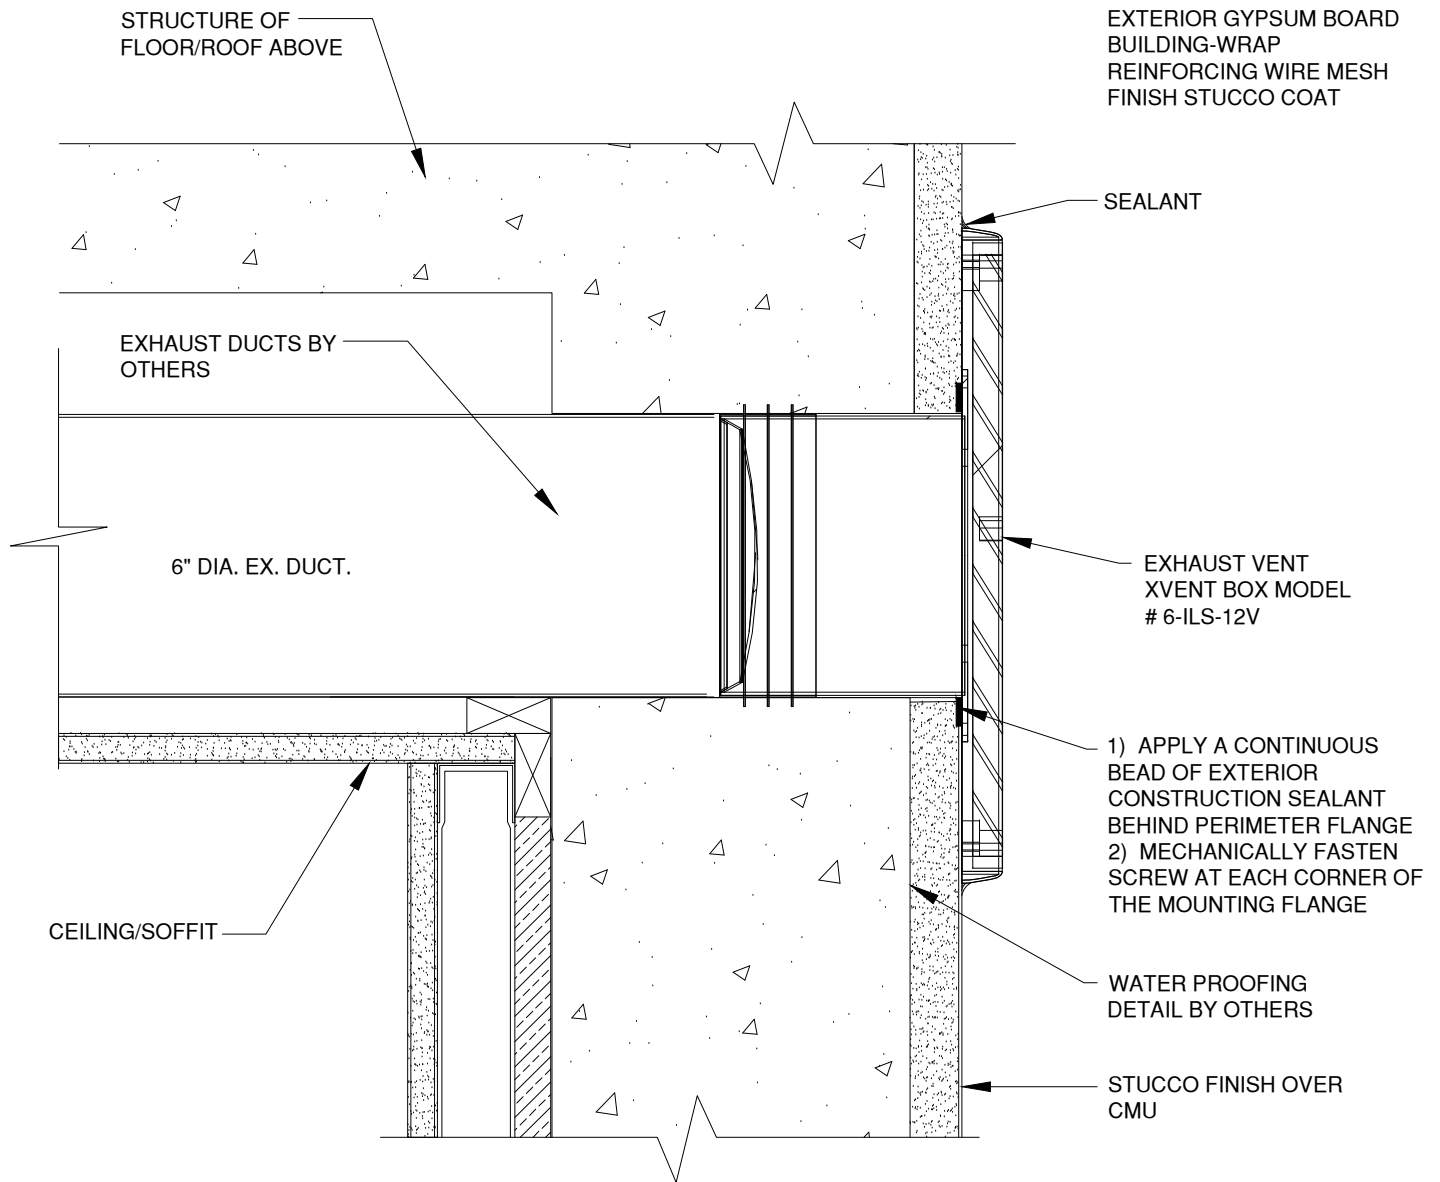 STRUCTURE OF
FLOOR/ROOF ABOVE
EXTERIOR GYPSUM BOARD
BUILDING-WRAP
REINFORCING WIRE MESH
FINISH STUCCO COAT
SEALANT
EXHAUST DUCTS BY
OTHERS
6" DIA. EX. DUCT.
EXHAUST VENT
XVENT BOX MODEL
# 6-ILS-12V
1) APPLY A CONTINUOUS
BEAD OF EXTERIOR
CONSTRUCTION SEALANT
BEHIND PERIMETER FLANGE
2) MECHANICALLY FASTEN
SCREW AT EACH CORNER OF
THE MOUNTING FLANGE
CEILING/SOFFIT
WATER PROOFING
DETAIL BY OTHERS
STUCCO FINISH OVER
CMU